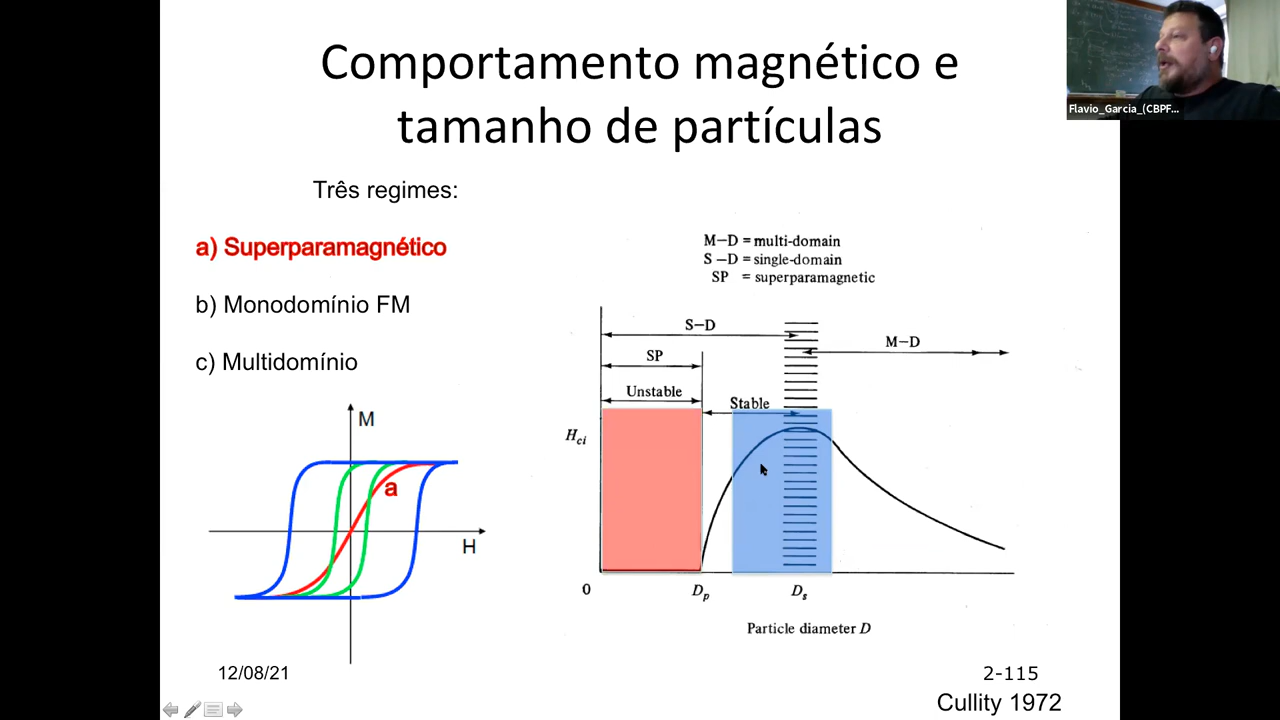 Comportamento magnético e
tamanho de partículas
Flavio_Garcia_(CBPF...
Três regimes:
a) Superparamagnético
b) Monodomínio FM
c) Multidomínio
M
a
H
M–D = multi-domain
S –D = single-domain
SP = superparamagnetic
S–D
M–D
SP
Unstable
Stable
Hci
0
Dp
Ds
Particle diameter D
12/08/21
2-115
Cullity 1972